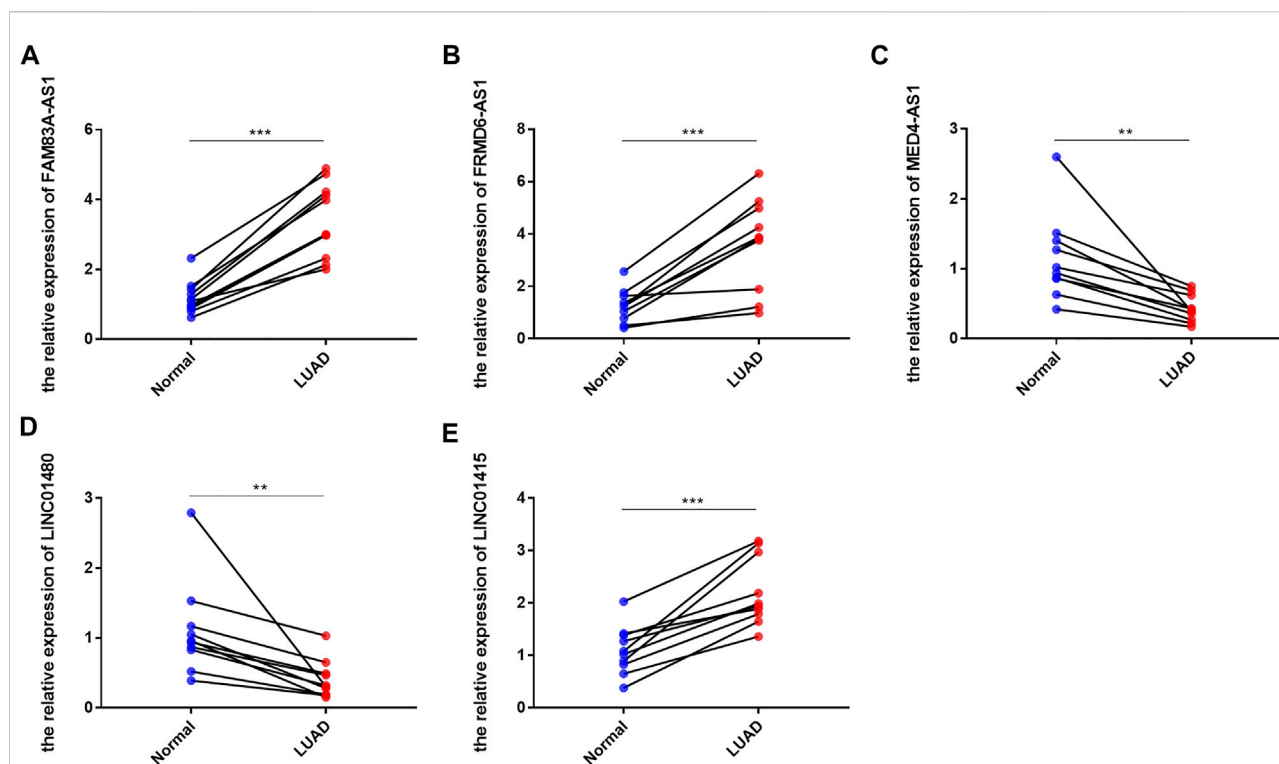 A
the relative expression of FAM83A-AS1
6
4
2
0
***
Normal
LUAD
B
the relative expression of FRMD6-AS1
8
6
4
2
0
***
Normal
LUAD
C
the relative expression of MED4-AS1
3
2
1
0
**
Normal
LUAD
D
the relative expression of LINC01480
3
2
1
0
**
Normal
LUAD
E
the relative expression of LINC01415
4
3
2
1
0
***
Normal
LUAD